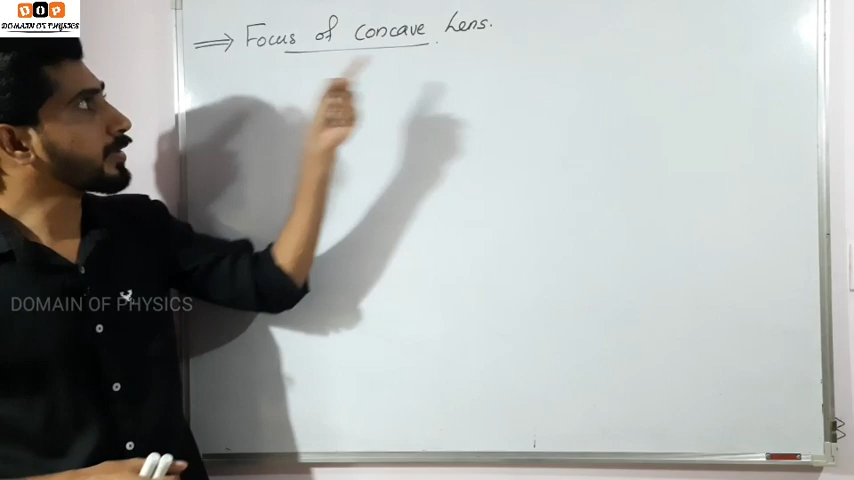 DOP
DOMAIN OF PHYSICS
⇒ Focus of concave Lens.
DOMAIN OF PHYSICS